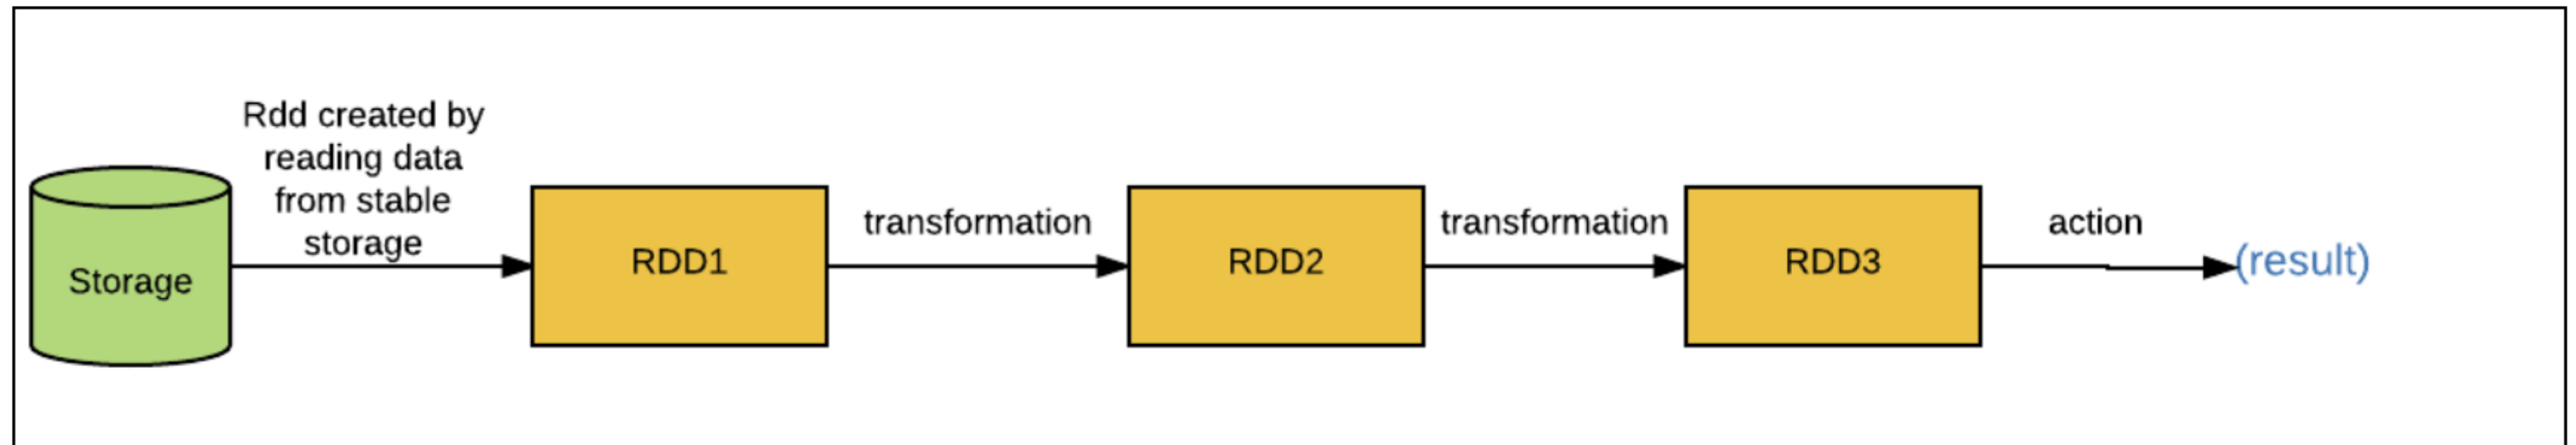 Rdd created by
reading data
from stable
storage
Storage
RDD1
transformation
RDD2
transformation
RDD3
action
(result)